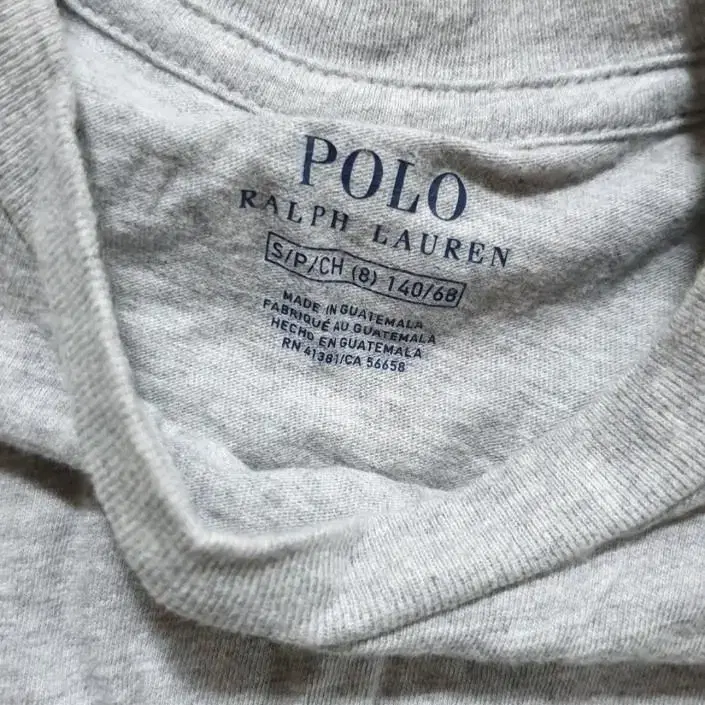 POLO
RALPH LAUREN
S/P/CH (8) 140/68
MADE IN GUATEMALA
FABRIQUÉ AU GUATEMALA
HECHO EN GUATEMALA
RN 41381/CA 56658